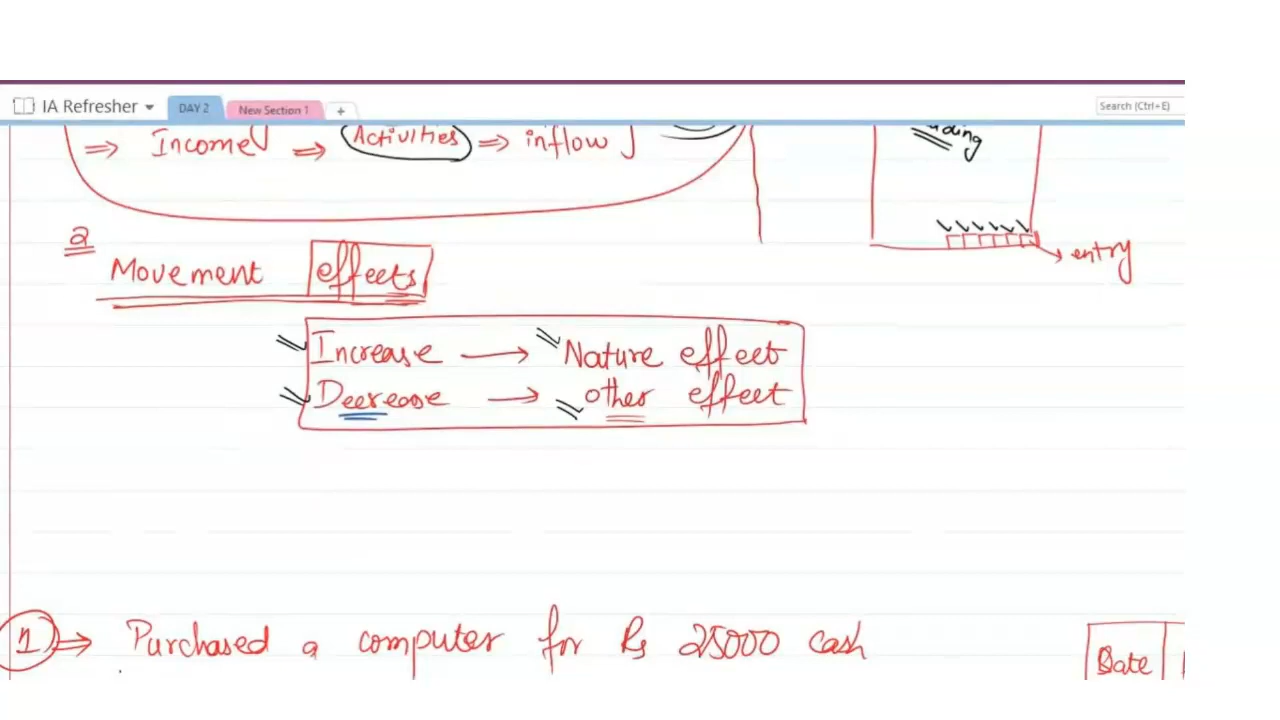 IA Refresher
DAY 2
New Section 1
+
Search (Ctrl+E)
⇒ Income ⇒ Activities ⇒ inflow
entry
2
Movement effects
Increase → Nature effect
Decrease → other effect
1 ⇒ Purchased a computer for Rs 25000 cash
Date